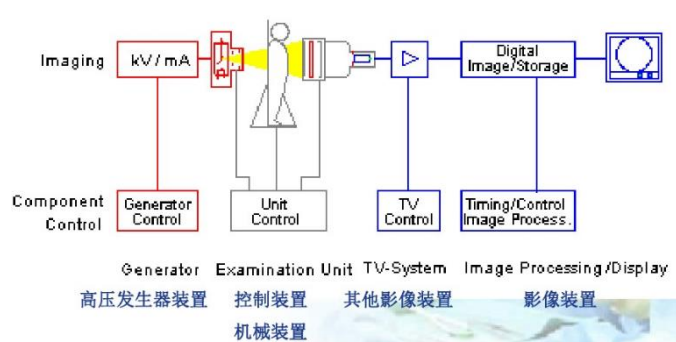 Imaging
kV/mA
Digital
Image/Storage
Component
Control
Generator
Control
Unit
Control
TV
Control
Timing/Control
Image Process.
Generator Examination Unit TV-System Image Processing/Display
高压发生器装置 控制装置 其他影像装置 影像装置
机械装置